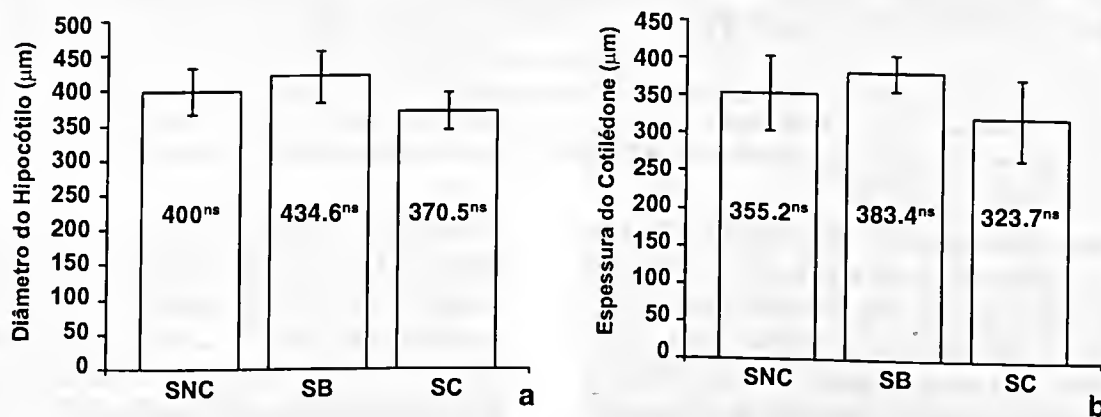 Diâmetro do Hipocótilo (µm)
500
450
400
350
300
250
200
150
100
50
0
400ns
434.6ns
370.5ns
SNC
SB
SC
a
Espessura do Cotilédone (µm)
450
400
350
300
250
200
150
100
50
0
355.2ns
383.4ns
323.7ns
SNC
SB
SC
b